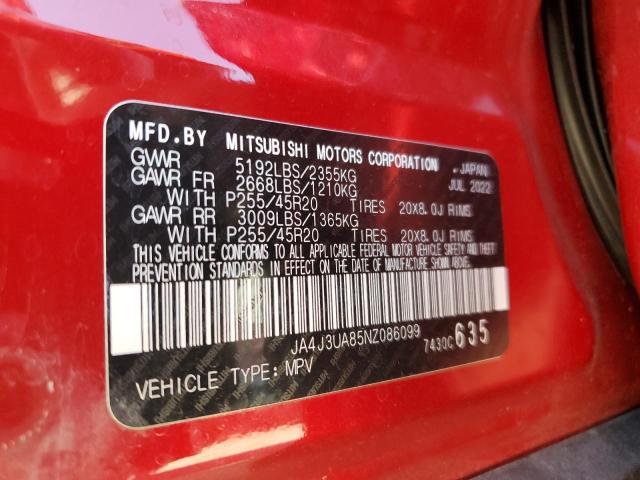 MFD.BY MITSUBISHI MOTORS CORPORATION , JAPAN
GVWR 5192LBS/2355KG JUL 2022
GAWR FR 2668LBS/1210KG
WITH P255/45R20 TIRES 20X8.0J RIMS
GAWR RR 3009LBS/1365KG
WITH P255/45R20 TIRES 20X8.0J RIMS
THIS VEHICLE CONFORMS TO ALL APPLICABLE FEDERAL MOTOR VEHICLE SAFETY AND THEFT
PREVENTION STANDARDS IN EFFECT ON THE DATE OF MANUFACTURE SHOWN ABOVE.
JA4J3UA85NZ086099 7430C 635
VEHICLE TYPE: MPV